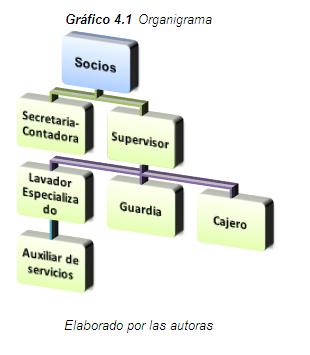 Gráfico 4.1 Organigrama
Socios
Secretaria-
Contadora
Supervisor
Lavador
Especializa
do
Guardia
Cajero
Auxiliar de
servicios
Elaborado por las autoras